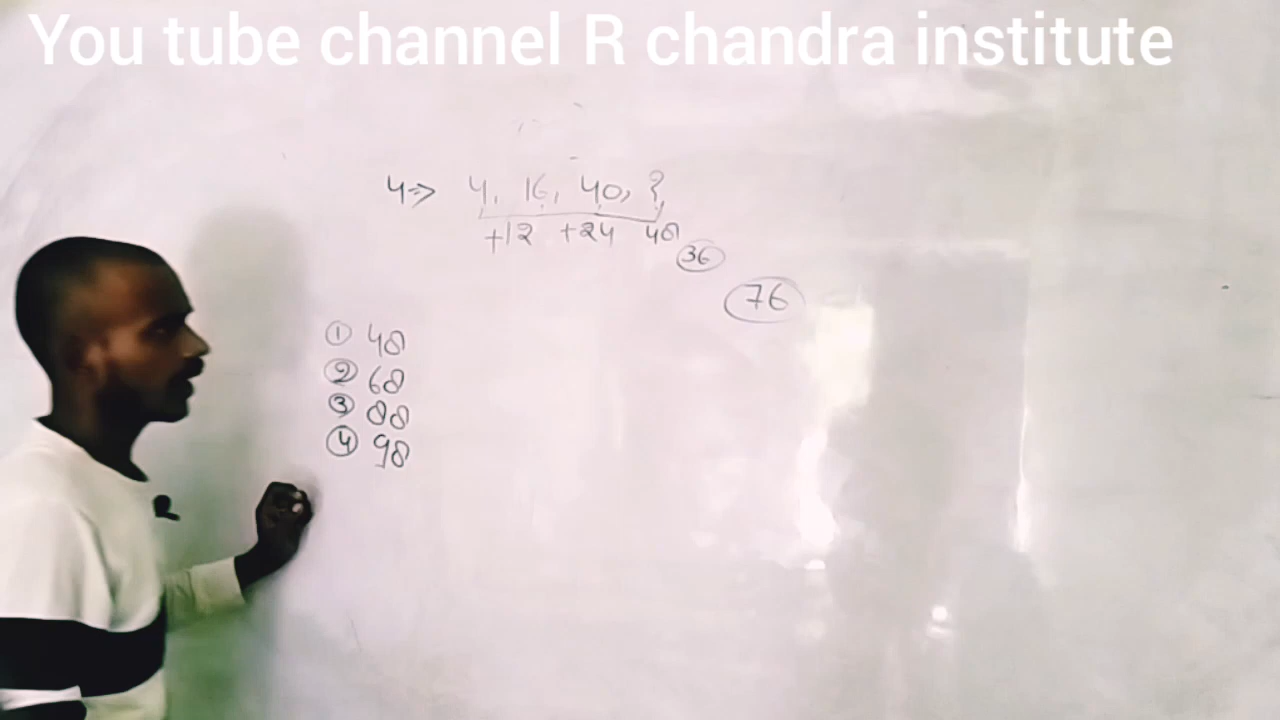 You tube channel R chandra institute
4⇒ 4, 16, 40, ?
+12 +24 48
36
76
① 48
② 68
③ 88
④ 98